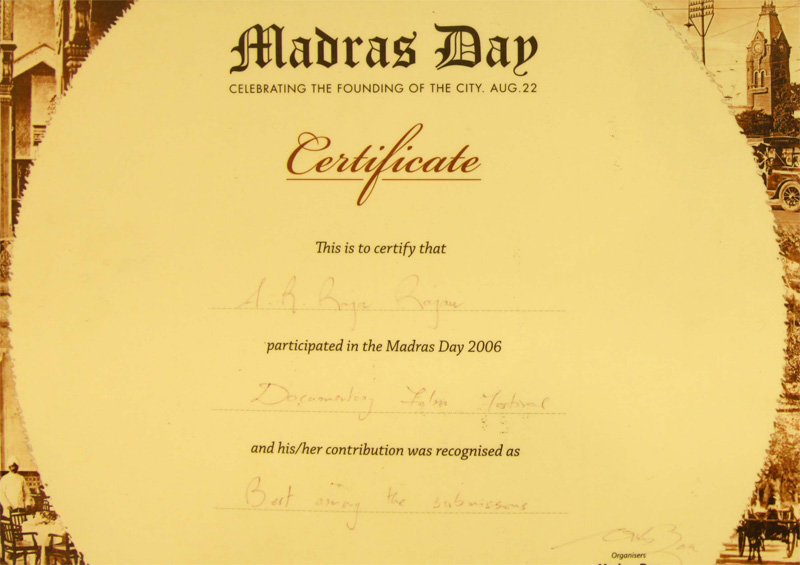 Madras Day
CELEBRATING THE FOUNDING OF THE CITY. AUG.22
Certificate
This is to certify that
A. R. Raja Rajan
participated in the Madras Day 2006
Documentary Film Festival
and his/her contribution was recognised as
Best among the submissions
Organisers